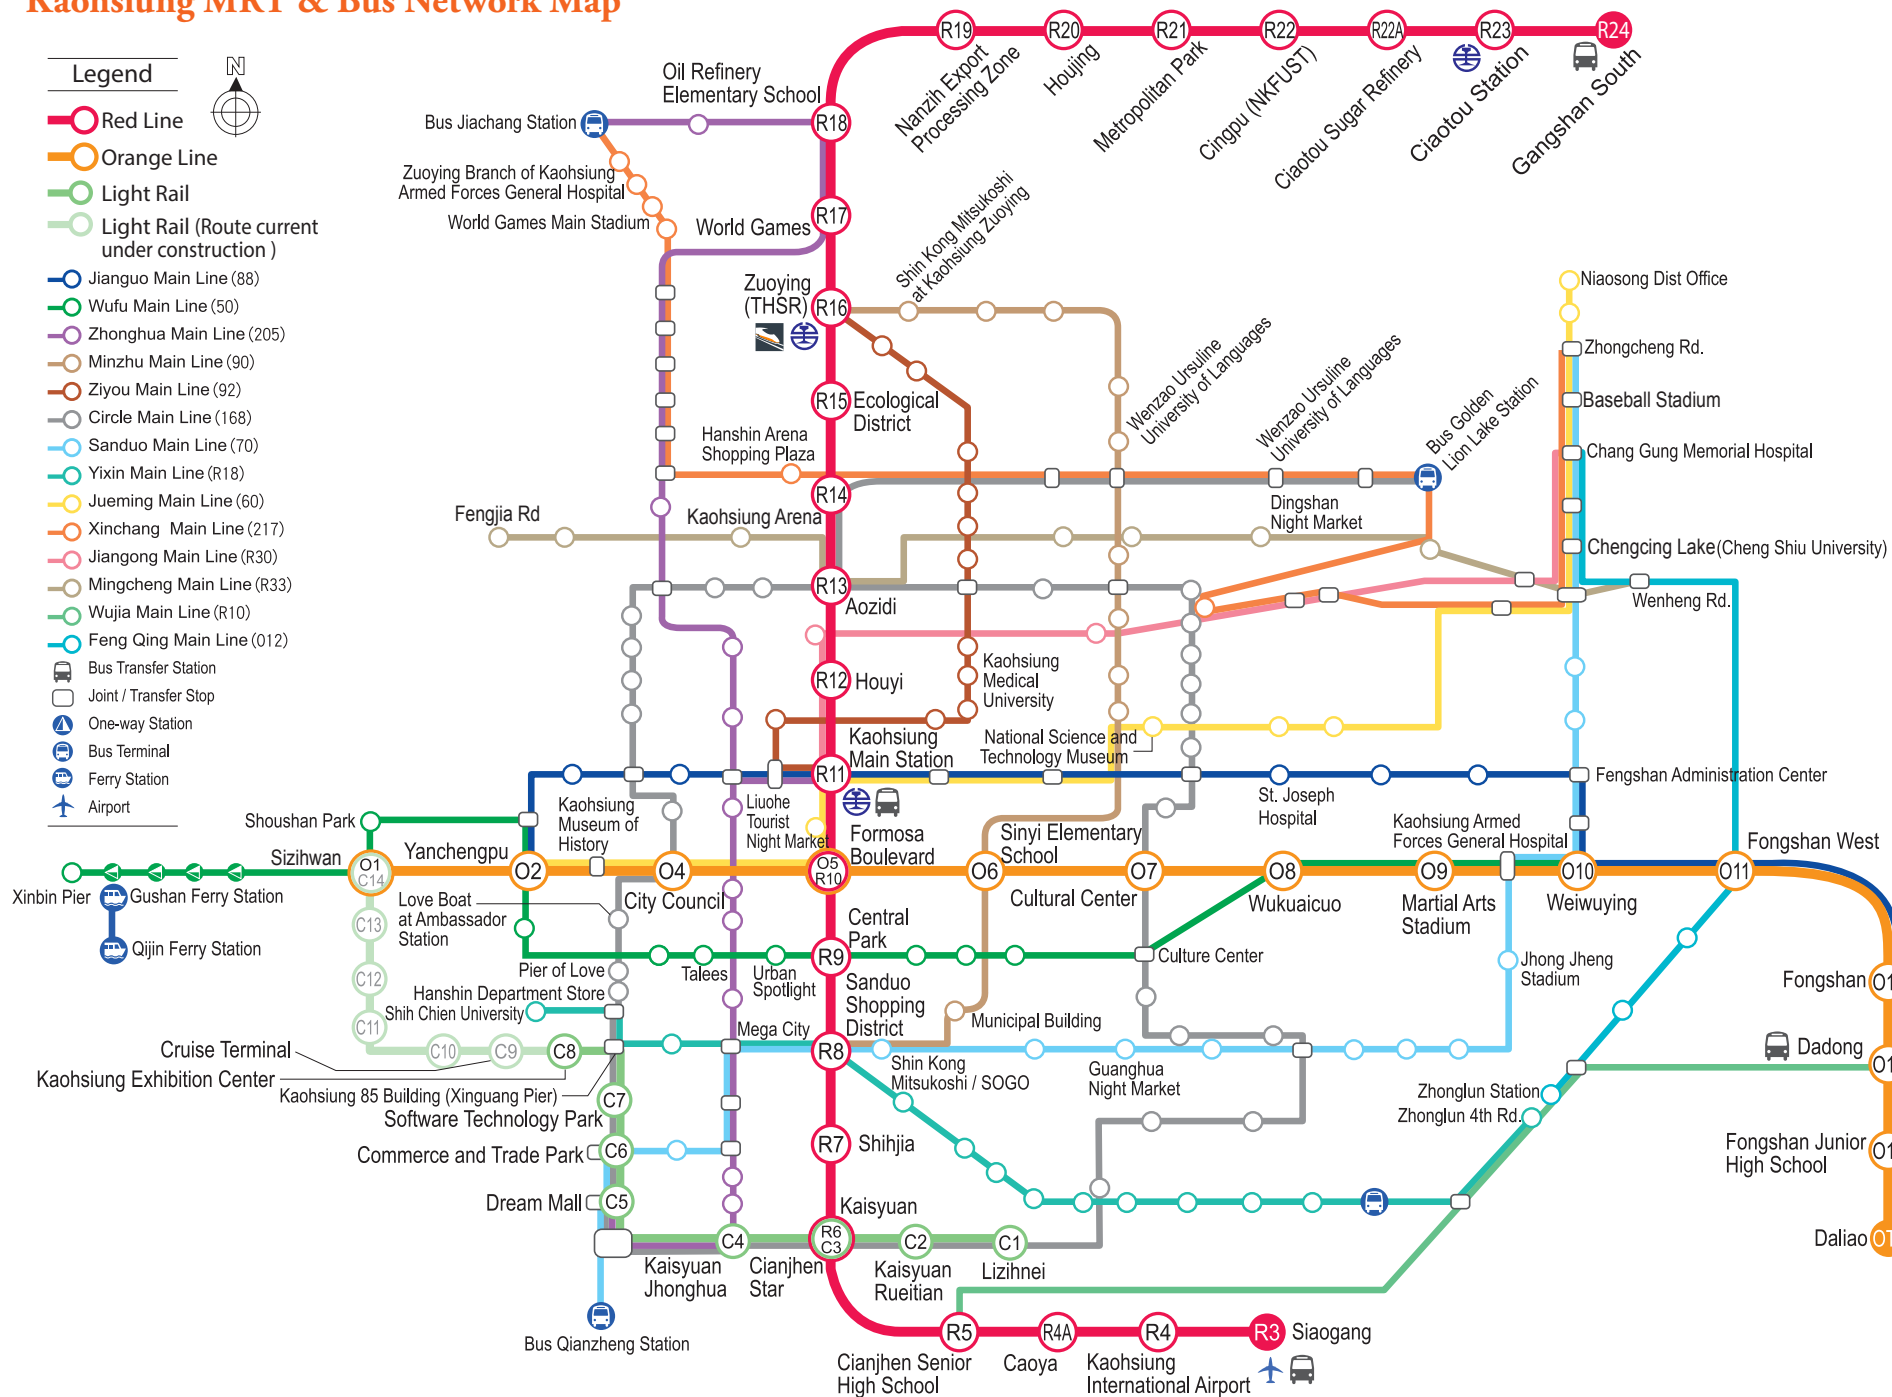 Kaohsiung MRT & Bus Network Map
Legend
N
Red Line
Orange Line
Light Rail
Light Rail (Route current
under construction )
Jianguo Main Line (88)
Wufu Main Line (50)
Zhonghua Main Line (205)
Minzhu Main Line (90)
Ziyou Main Line (92)
Circle Main Line (168)
Sanduo Main Line (70)
Yixin Main Line (R18)
Jueming Main Line (60)
Xinchang Main Line (217)
Jiangong Main Line (R30)
Mingcheng Main Line (R33)
Wujia Main Line (R10)
Feng Qing Main Line (O12)
Bus Transfer Station
Joint / Transfer Stop
One-way Station
Bus Terminal
Ferry Station
Airport
R19
R20
R21
R22
R22A
R23
R24
Nanzih Export
Processing Zone
Houjing
Metropolitan Park
Cingpu (NKFUST)
Ciaotou Sugar Refinery
Ciaotou Station
Gangshan South
Oil Refinery
Elementary School
R18
Bus Jiachang Station
Zuoying Branch of Kaohsiung
Armed Forces General Hospital
World Games Main Stadium
World Games
R17
Shin Kong Mitsukoshi
at Kaohsiung Zuoying
Zuoying
(THSR)
R16
Niaosong Dist Office
Zhongcheng Rd.
Baseball Stadium
Chang Gung Memorial Hospital
Chengcing Lake(Cheng Shiu University)
Wenheng Rd.
Wenzao Ursuline
University of Languages
Wenzao Ursuline
University of Languages
Bus Golden
Lion Lake Station
R15
Ecological
District
Hanshin Arena
Shopping Plaza
R14
Dingshan
Night Market
Fengjia Rd
Kaohsiung Arena
R13
Aozidi
R12
Houyi
Kaohsiung
Medical
University
National Science and
Technology Museum
Kaohsiung
Main Station
R11
Fengshan Administration Center
St. Joseph
Hospital
Kaohsiung Armed
Forces General Hospital
Kaohsiung
Museum of
History
Liuohe
Tourist
Night Market
Shoushan Park
Sizihwan
Yanchengpu
Formosa
Boulevard
Sinyi Elementary
School
Fongshan West
O1
C14
O2
O4
O5
R10
O6
O7
O8
O9
O10
O11
Xinbin Pier
Gushan Ferry Station
Qijin Ferry Station
City Council
Cultural Center
Wukuaicuo
Martial Arts
Stadium
Weiwuying
Love Boat
at Ambassador
Station
C13
C12
C11
C10
C9
C8
Central
Park
R9
Talees
Urban
Spotlight
Culture Center
Jhong Jheng
Stadium
Fongshan
O1
Pier of Love
Hanshin Department Store
Shih Chien University
Sanduo
Shopping
District
Municipal Building
Mega City
R8
Shin Kong
Mitsukoshi / SOGO
Guanghua
Night Market
Dadong
O1
Cruise Terminal
Kaohsiung Exhibition Center
Kaohsiung 85 Building (Xinguang Pier)
Zhonglun Station
Zhonglun 4th Rd.
Software Technology Park
C7
Commerce and Trade Park
C6
R7
Shihjia
Fongshan Junior
High School
O1
Dream Mall
C5
Kaisyuan
C4
R6
C3
C2
C1
Daliao
O1
Kaisyuan
Jhonghua
Cianjhen
Star
Kaisyuan
Rueitian
Lizihnei
Bus Qianzheng Station
R5
R4A
R4
R3
Siaogang
Cianjhen Senior
High School
Caoya
Kaohsiung
International Airport